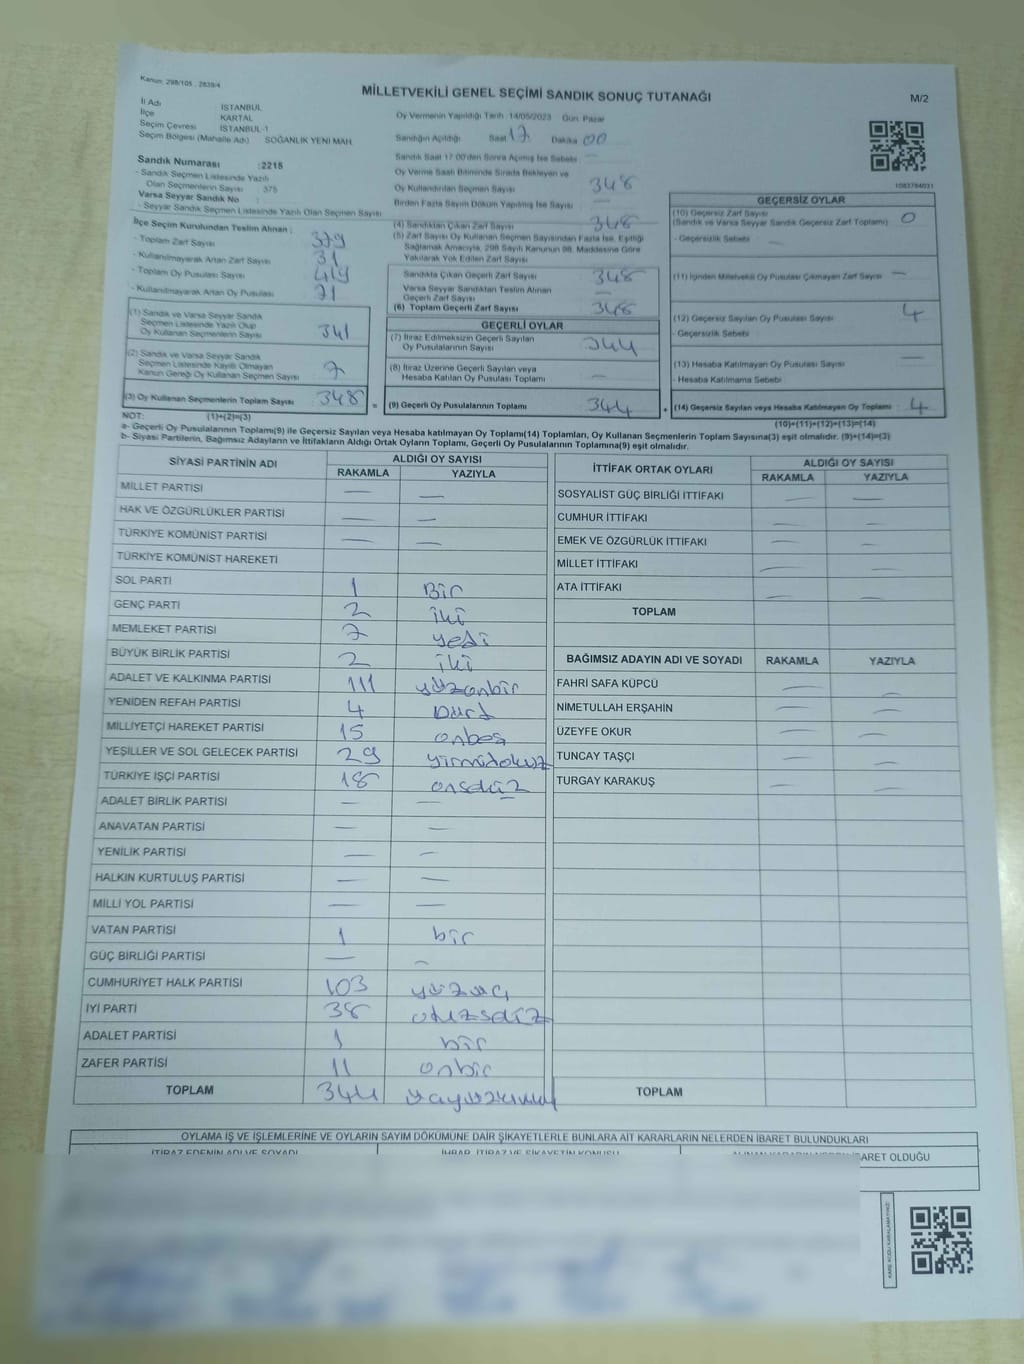 Kanun: 298/105 ; 2839/4
MİLLETVEKİLİ GENEL SEÇİMİ SANDIK SONUÇ TUTANAĞI
M/2
İl Adı İSTANBUL
İlçe KARTAL
Seçim Çevresi İSTANBUL-1
Seçim Bölgesi (Mahalle Adı) SOĞANLIK YENİ MAH.
Oy Vermenin Yapıldığı Tarih 14/05/2023 Gün Pazar
Sandığın Açıldığı Saat 17 Dakika 00
Sandık Saat 17:00'den Sonra Açılmış İse Sebebi —
Oy Verme Saati Bitiminde Sırada Bekleyen ve
Oy Kullandırılan Seçmen Sayısı 348
Birden Fazla Sayım Döküm Yapılmış İse Sayısı —
Sandık Numarası :2215
- Sandık Seçmen Listesinde Yazılı
Olan Seçmenlerin Sayısı : 375
Varsa Seyyar Sandık No :
- Seyyar Sandık Seçmen Listesinde Yazılı Olan Seçmen Sayısı
İlçe Seçim Kurulundan Teslim Alınan ;
- Toplam Zarf Sayısı 379
- Kullanılmayarak Artan Zarf Sayısı 31
- Toplam Oy Pusulası Sayısı 419
- Kullanılmayarak Artan Oy Pusulası 71
(1) Sandık ve Varsa Seyyar Sandık
Seçmen Listesinde Yazılı Olup
Oy Kullanan Seçmenlerin Sayısı 341
(2) Sandık ve Varsa Seyyar Sandık
Seçmen Listesinde Kayıtlı Olmayan
Kanun Gereği Oy Kullanan Seçmen Sayısı 7
(3) Oy Kullanan Seçmenlerin Toplam Sayısı 348 =
(4) Sandıktan Çıkan Zarf Sayısı 348
(5) Zarf Sayısı Oy Kullanan Seçmen Sayısından Fazla İse, Eşitliği
Sağlamak Amacıyla, 298 Sayılı Kanunun 98. Maddesine Göre
Yakılarak Yok Edilen Zarf Sayısı
Sandıkta Çıkan Geçerli Zarf Sayısı 348
Varsa Seyyar Sandıktan Teslim Alınan
Geçerli Zarf Sayısı —
(6) Toplam Geçerli Zarf Sayısı 348
GEÇERLİ OYLAR
(7) İtiraz Edilmeksizin Geçerli Sayılan
Oy Pusulalarının Sayısı 344
(8) İtiraz Üzerine Geçerli Sayılan veya
Hesaba Katılan Oy Pusulası Toplamı —
(9) Geçerli Oy Pusulalarının Toplamı 344 +
1083784031
GEÇERSİZ OYLAR
(10) Geçersiz Zarf Sayısı
(Sandık ve Varsa Seyyar Sandık Geçersiz Zarf Toplamı) 0
- Geçersizlik Sebebi —
(11) İçinden Milletvekili Oy Pusulası Çıkmayan Zarf Sayısı —
(12) Geçersiz Sayılan Oy Pusulası Sayısı 4
- Geçersizlik Sebebi
(13) Hesaba Katılmayan Oy Pusulası Sayısı —
- Hesaba Katılmama Sebebi
(14) Geçersiz Sayılan veya Hesaba Katılmayan Oy Toplamı 4
NOT: (1)+(2)=(3) (10)+(11)+(12)+(13)=(14)
a- Geçerli Oy Pusulalarının Toplamı(9) ile Geçersiz Sayılan veya Hesaba Katılmayan Oy Toplamı(14) Toplamları, Oy Kullanan Seçmenlerin Toplam Sayısına(3) eşit olmalıdır. (9)+(14)=(3)
b- Siyasi Partilerin, Bağımsız Adayların ve İttifakların Aldığı Ortak Oyların Toplamı, Geçerli Oy Pusulalarının Toplamına(9) eşit olmalıdır.
SİYASİ PARTİNİN ADI ALDIĞI OY SAYISI
RAKAMLA YAZIYLA
MİLLET PARTİSİ — —
HAK VE ÖZGÜRLÜKLER PARTİSİ — —
TÜRKİYE KOMÜNİST PARTİSİ — —
TÜRKİYE KOMÜNİST HAREKETİ
SOL PARTİ 1 Bir
GENÇ PARTİ 2 iki
MEMLEKET PARTİSİ 7 yedi
BÜYÜK BİRLİK PARTİSİ 2 iki
ADALET VE KALKINMA PARTİSİ 111 yüzonbir
YENİDEN REFAH PARTİSİ 4 Dört
MİLLİYETÇİ HAREKET PARTİSİ 15 onbeş
YEŞİLLER VE SOL GELECEK PARTİSİ 29 yirmidokuz
TÜRKİYE İŞÇİ PARTİSİ 18 onsekiz
ADALET BİRLİK PARTİSİ — —
ANAVATAN PARTİSİ — —
YENİLİK PARTİSİ — —
HALKIN KURTULUŞ PARTİSİ — —
MİLLİ YOL PARTİSİ — —
VATAN PARTİSİ 1 bir
GÜÇ BİRLİĞİ PARTİSİ — —
CUMHURİYET HALK PARTİSİ 103 yüzüç
İYİ PARTİ 38 otuzsekiz
ADALET PARTİSİ 1 bir
ZAFER PARTİSİ 11 onbir
TOPLAM 344
İTTİFAK ORTAK OYLARI ALDIĞI OY SAYISI
RAKAMLA YAZIYLA
SOSYALİST GÜÇ BİRLİĞİ İTTİFAKI — —
CUMHUR İTTİFAKI — —
EMEK VE ÖZGÜRLÜK İTTİFAKI — —
MİLLET İTTİFAKI — —
ATA İTTİFAKI — —
TOPLAM
BAĞIMSIZ ADAYIN ADI VE SOYADI RAKAMLA YAZIYLA
FAHRİ SAFA KÜPCÜ — —
NİMETULLAH ERŞAHİN — —
ÜZEYFE OKUR — —
TUNCAY TAŞÇI — —
TURGAY KARAKUŞ — —
TOPLAM
OYLAMA İŞ VE İŞLEMLERİNE VE OYLARIN SAYIM DÖKÜMÜNE DAİR ŞİKAYETLERLE BUNLARA AİT KARARLARIN NELERDEN İBARET BULUNDUKLARI
İTİRAZ EDENİN ADI VE SOYADI İHBAR, İTİRAZ VE ŞİKAYETİN KONUSU İBARET OLDUĞU
KARE KODU KARALAMAYINIZ